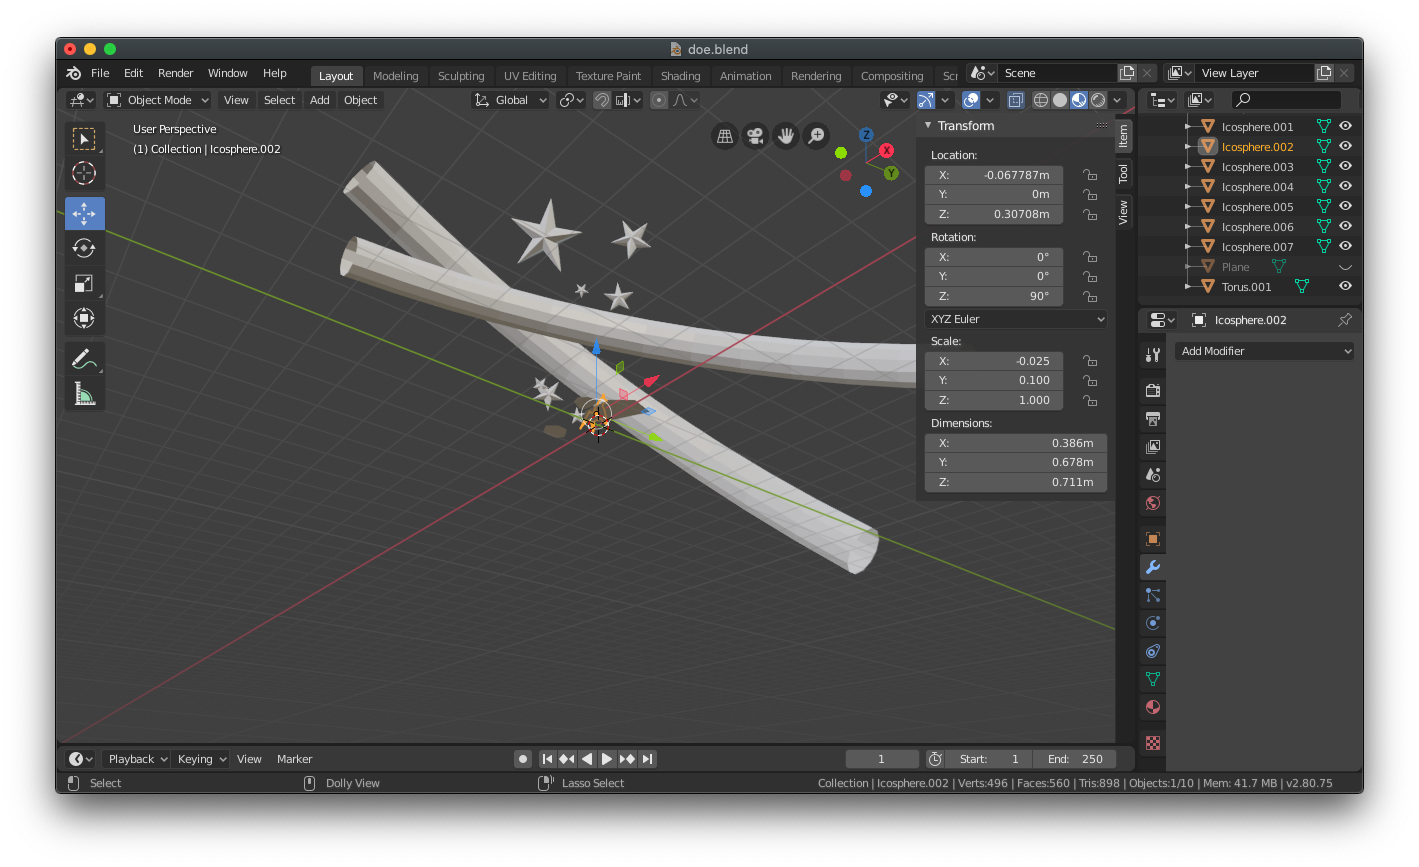 doe.blend
File Edit Render Window Help Layout Modeling Sculpting UV Editing Texture Paint Shading Animation Rendering Compositing Scr Scene View Layer
Object Mode View Select Add Object Global
User Perspective
(1) Collection | Icosphere.002
Z
X
Y
Transform
Location:
X: -0.067787m
Y: 0m
Z: 0.30708m
Rotation:
X: 0°
Y: 0°
Z: 90°
XYZ Euler
Scale:
X: -0.025
Y: 0.100
Z: 1.000
Dimensions:
X: 0.386m
Y: 0.678m
Z: 0.711m
Item
Tool
View
Icosphere.001
Icosphere.002
Icosphere.003
Icosphere.004
Icosphere.005
Icosphere.006
Icosphere.007
Plane
Torus.001
Icosphere.002
Add Modifier
Playback Keying View Marker 1 Start: 1 End: 250
Select Dolly View Lasso Select Collection | Icosphere.002 | Verts:496 | Faces:560 | Tris:898 | Objects:1/10 | Mem: 41.7 MB | v2.80.75